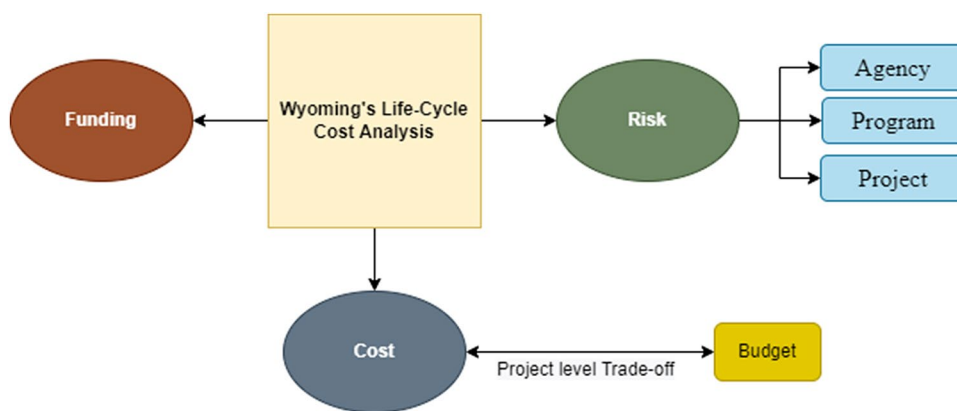 Funding
Wyoming's Life-Cycle
Cost Analysis
Risk
Agency
Program
Project
Cost
Project level Trade-off
Budget